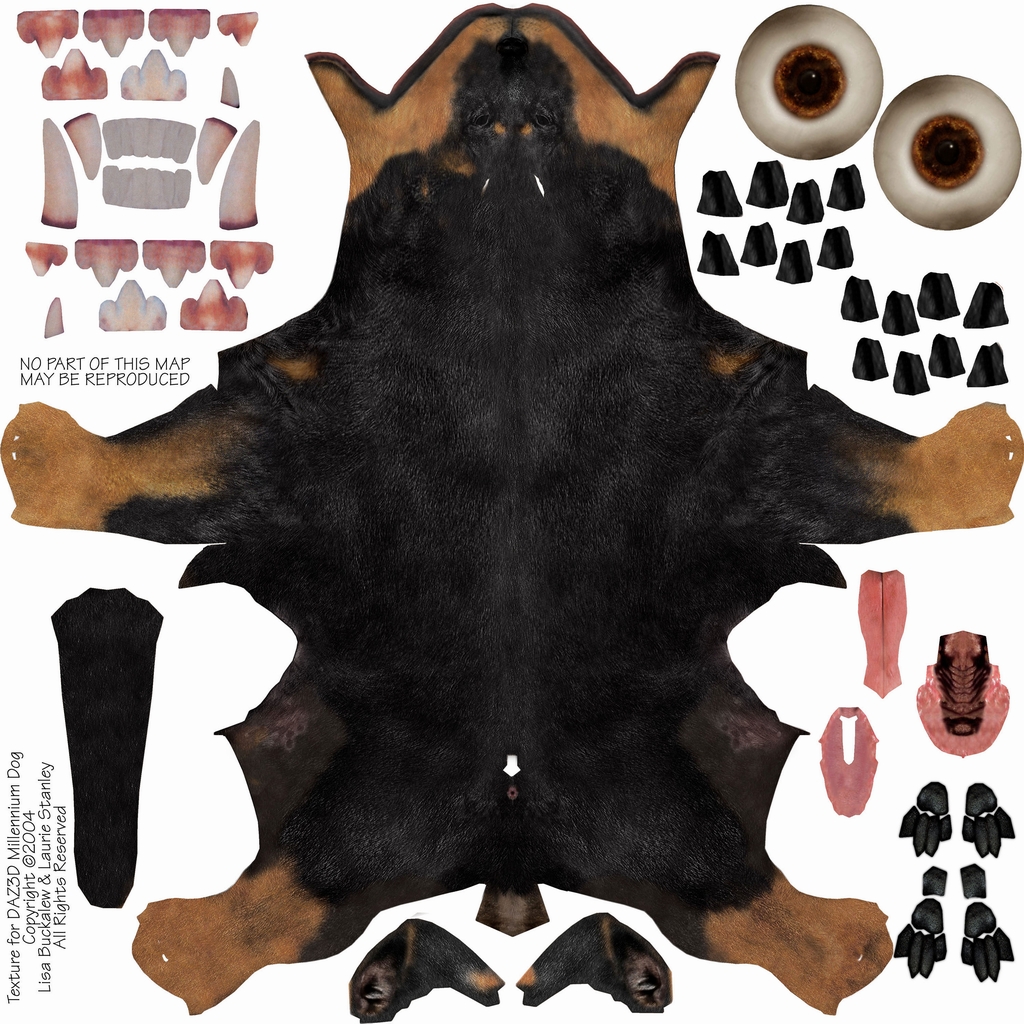 NO PART OF THIS MAP
MAY BE REPRODUCED
Texture for DAZ3D Millennium Dog
Copyright ©2004
Lisa Buckalew & Laurie Stanley
All Rights Reserved